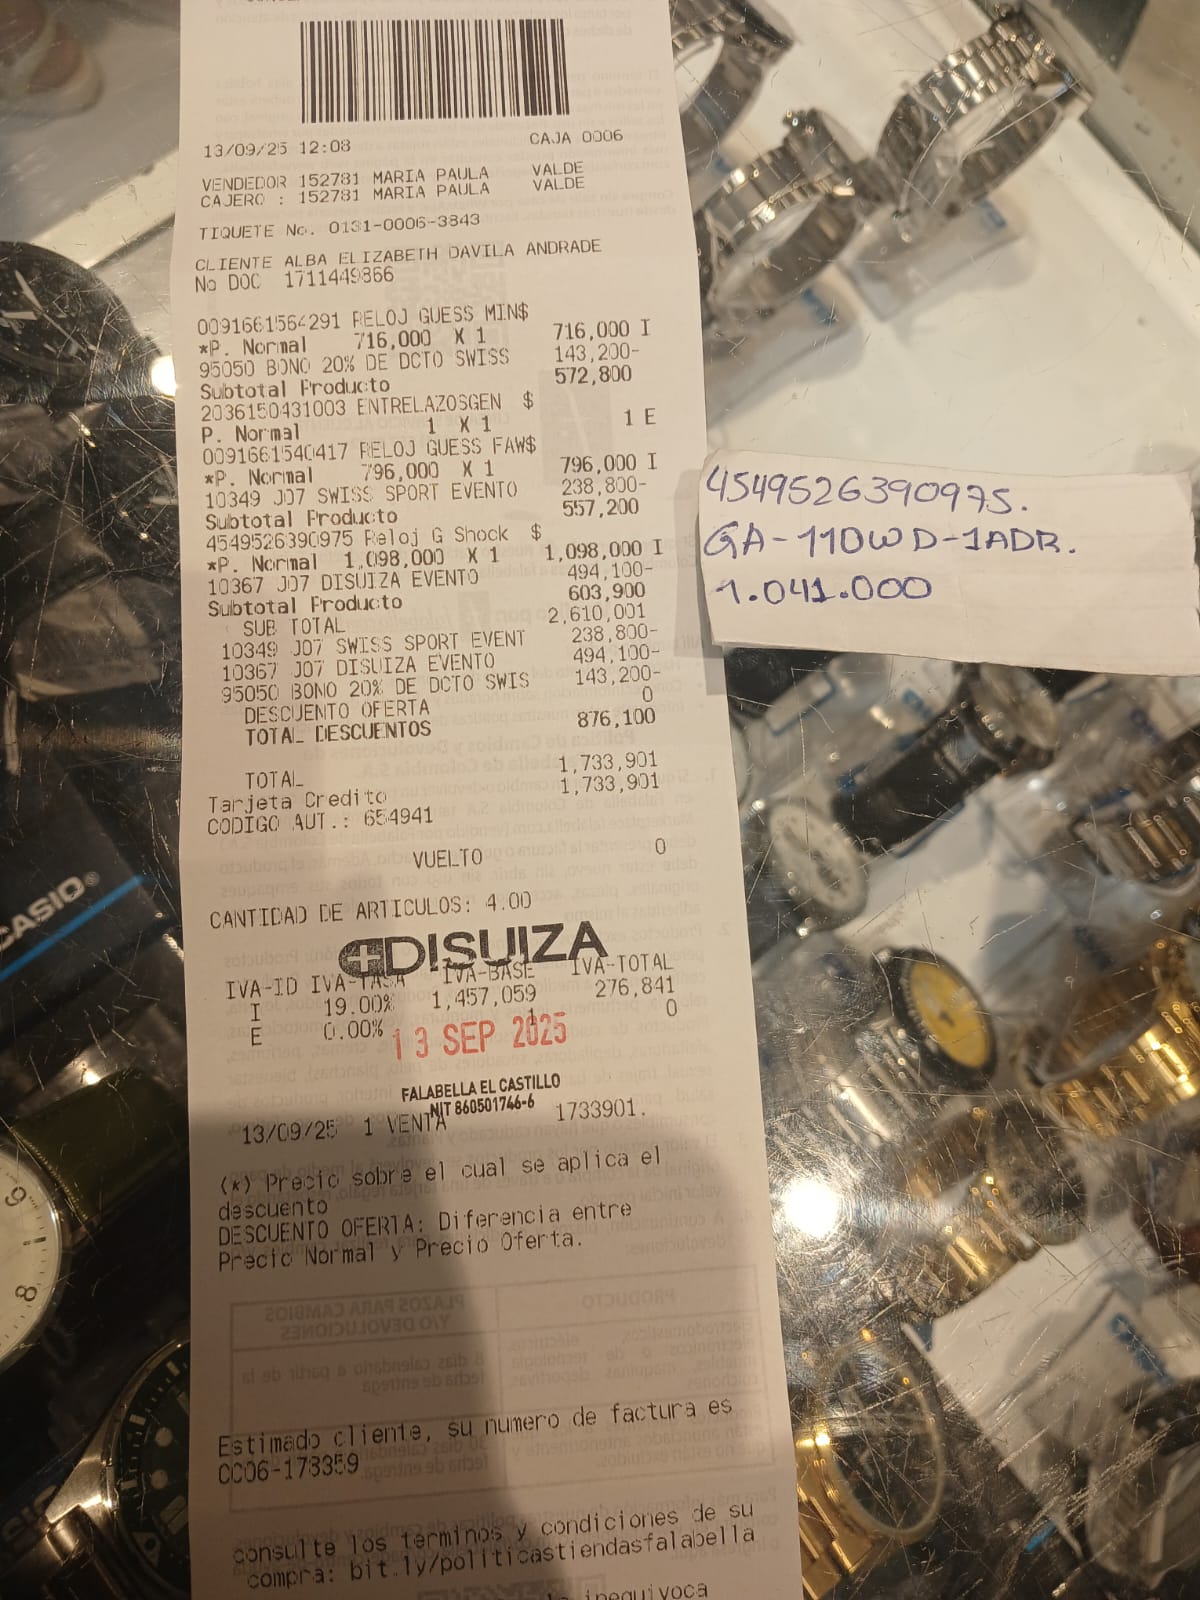 13/09/25 12:08 CAJA 0006
VENDEDOR 152781 MARIA PAULA VALDE
CAJERO : 152781 MARIA PAULA VALDE
TIQUETE No. 0131-0006-3843
CLIENTE ALBA ELIZABETH DAVILA ANDRADE
No DOC 1711449866
0091661564291 RELOJ GUESS MIN$
*P. Normal 716,000 X 1 716,000 I
95050 BONO 20% DE DCTO SWISS 143,200-
Subtotal Producto 572,800
2036150431003 ENTRELAZOSGEN $
P. Normal 1 X 1 1 E
0091661540417 RELOJ GUESS FAW$
*P. Normal 796,000 X 1 796,000 I
10349 J07 SWISS SPORT EVENTO 238,800-
Subtotal Producto 557,200
4549526390975 Reloj G Shock $
*P. Normal 1,098,000 X 1 1,098,000 I
10367 J07 DISUIZA EVENTO 494,100-
Subtotal Producto 603,900
SUB TOTAL 2,610,001
10349 J07 SWISS SPORT EVENT 238,800-
10367 J07 DISUIZA EVENTO 494,100-
95050 BONO 20% DE DCTO SWIS 143,200-
DESCUENTO OFERTA 0
TOTAL DESCUENTOS 876,100
TOTAL 1,733,901
Tarjeta Credito 1,733,901
CODIGO AUT.: 654941
VUELTO 0
CANTIDAD DE ARTICULOS: 4.00
DISUIZA
IVA-ID IVA-TASA IVA-BASE IVA-TOTAL
I 19.00% 1,457,059 276,841
E 0.00% 1 0
13 SEP 2025
FALABELLA EL CASTILLO
NIT 860501746-6
13/09/25 1 VENTA 1733901.
(*) Precio sobre el cual se aplica el
descuento
DESCUENTO OFERTA: Diferencia entre
Precio Normal y Precio Oferta.
Estimado cliente, su numero de factura es
CC06-173359
consulte los terminos y condiciones de su
compra: bit.ly/politicastiendasfalabella
inequivoca
4549526390975.
GA-110WD-1ADR.
1.041.000
CASIO
9
8